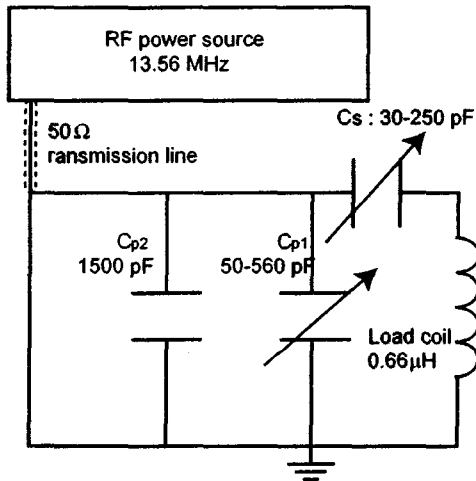 RF power source
13.56 MHz
50Ω
ransmission line
Cs : 30-250 pF
Cp2
1500 pF
Cp1
50-560 pF
Load coil
0.66μH